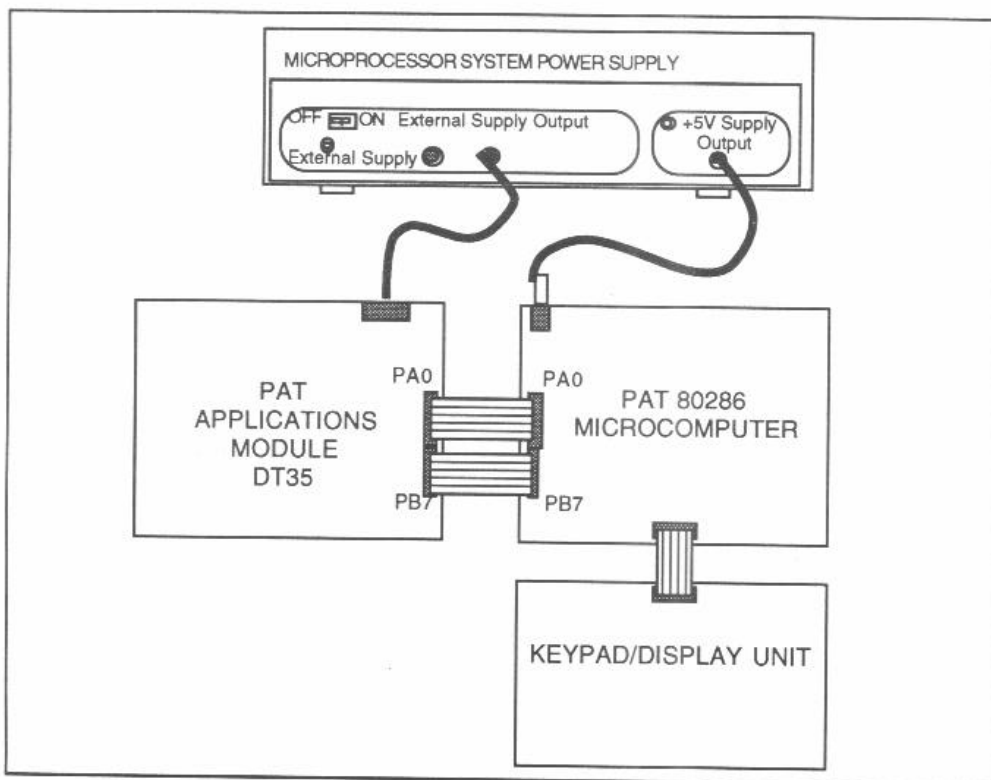 MICROPROCESSOR SYSTEM POWER SUPPLY
OFF ON External Supply Output
External Supply
+5V Supply
Output
PA0
PA0
PAT
APPLICATIONS
MODULE
DT35
PAT 80286
MICROCOMPUTER
PB7
PB7
KEYPAD/DISPLAY UNIT